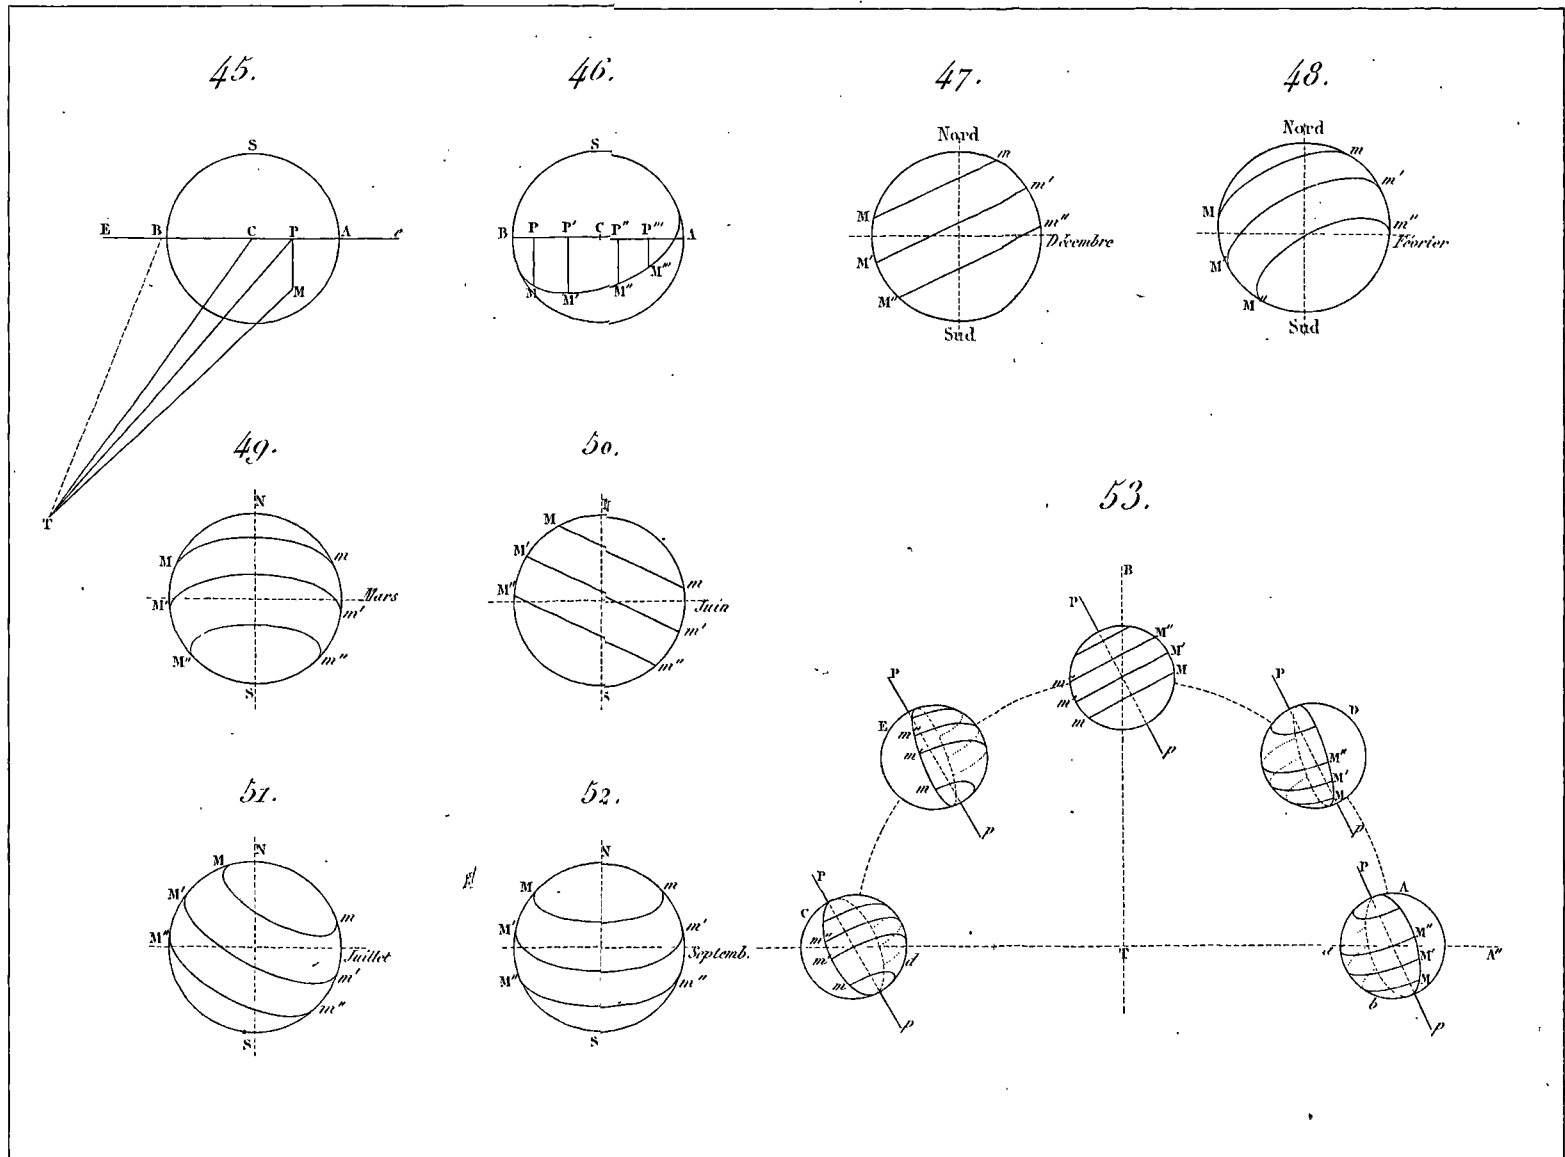 45.
S
E B C P A e
M
T
46.
S
B P P' C P'' P''' A
M M' M'' M'''
47.
Nord
m
m'
M
m''
Décembre
M'
M''
Sud
48.
Nord
m
m'
M
m''
Février
M'
M''
Sud
49.
N
M m
M' Mars
m'
M'' m''
S
50.
N
M
M'
M'' m
Juin
m'
m''
S
51.
N
M
M'
m
M''
Juillet
m'
m''
S
52.
N
M m
M' m'
Septemb.
M'' m''
S
53.
B
P
M''
M'
M
m''
m'
m
p
P
E
m''
m
m
p
P
D
M''
M'
M
p
P
C
m''
m'
m
d
p
T
P
A
a
M''
M'
M
b
p
A''